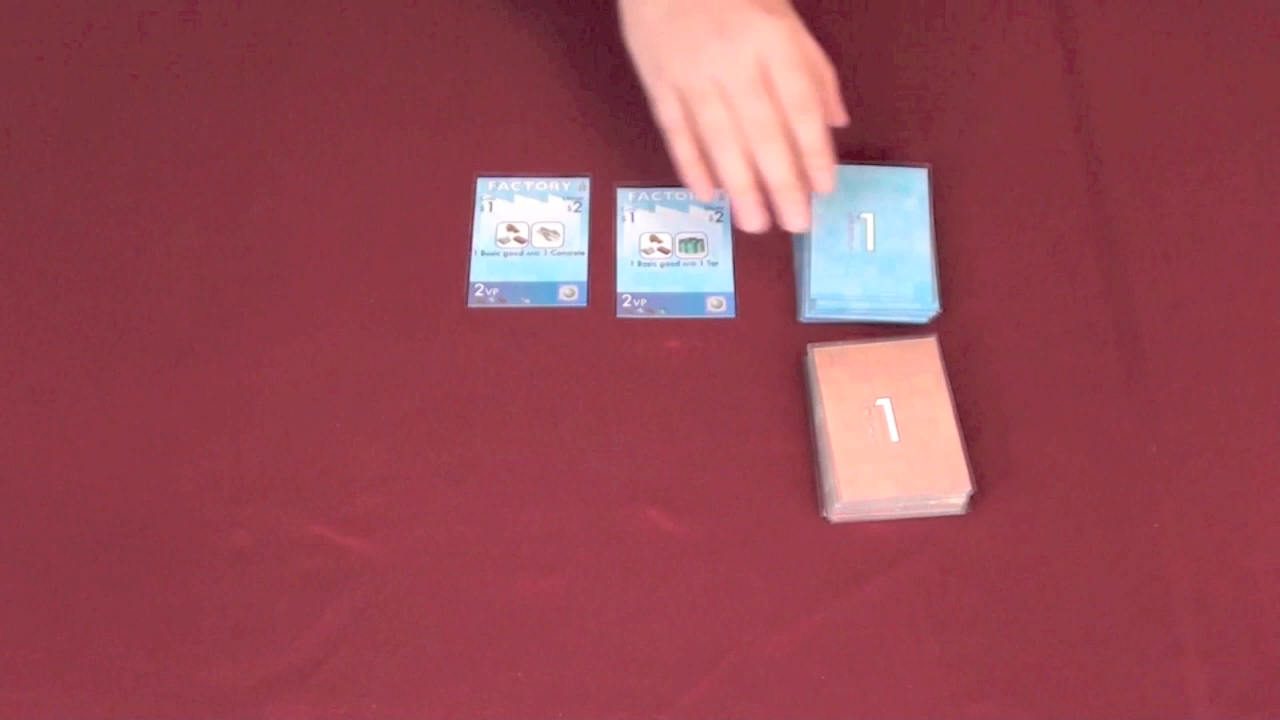 FACTORY
$1 $2
1 Basic good AND 1 Concrete
2VP
FACTORY
$1 $2
1 Basic good AND 1 Tar
2VP
1
1